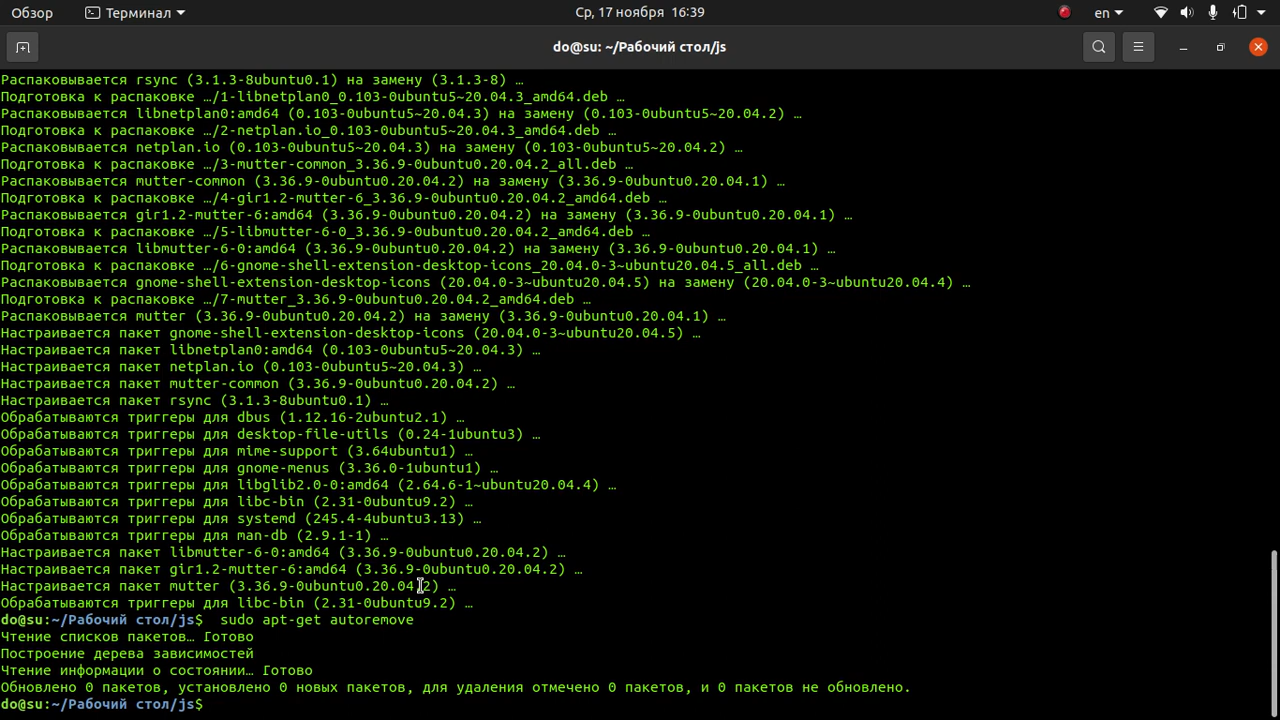 Обзор
Терминал
Ср, 17 ноября 16:39
en
do@su: ~/Рабочий стол/js
Распаковывается rsync (3.1.3-8ubuntu0.1) на замену (3.1.3-8) …
Подготовка к распаковке …/1-libnetplan0_0.103-0ubuntu5~20.04.3_amd64.deb …
Распаковывается libnetplan0:amd64 (0.103-0ubuntu5~20.04.3) на замену (0.103-0ubuntu5~20.04.2) …
Подготовка к распаковке …/2-netplan.io_0.103-0ubuntu5~20.04.3_amd64.deb …
Распаковывается netplan.io (0.103-0ubuntu5~20.04.3) на замену (0.103-0ubuntu5~20.04.2) …
Подготовка к распаковке …/3-mutter-common_3.36.9-0ubuntu0.20.04.2_all.deb …
Распаковывается mutter-common (3.36.9-0ubuntu0.20.04.2) на замену (3.36.9-0ubuntu0.20.04.1) …
Подготовка к распаковке …/4-gir1.2-mutter-6_3.36.9-0ubuntu0.20.04.2_amd64.deb …
Распаковывается gir1.2-mutter-6:amd64 (3.36.9-0ubuntu0.20.04.2) на замену (3.36.9-0ubuntu0.20.04.1) …
Подготовка к распаковке …/5-libmutter-6-0_3.36.9-0ubuntu0.20.04.2_amd64.deb …
Распаковывается libmutter-6-0:amd64 (3.36.9-0ubuntu0.20.04.2) на замену (3.36.9-0ubuntu0.20.04.1) …
Подготовка к распаковке …/6-gnome-shell-extension-desktop-icons_20.04.0-3~ubuntu20.04.5_all.deb …
Распаковывается gnome-shell-extension-desktop-icons (20.04.0-3~ubuntu20.04.5) на замену (20.04.0-3~ubuntu20.04.4) …
Подготовка к распаковке …/7-mutter_3.36.9-0ubuntu0.20.04.2_amd64.deb …
Распаковывается mutter (3.36.9-0ubuntu0.20.04.2) на замену (3.36.9-0ubuntu0.20.04.1) …
Настраивается пакет gnome-shell-extension-desktop-icons (20.04.0-3~ubuntu20.04.5) …
Настраивается пакет libnetplan0:amd64 (0.103-0ubuntu5~20.04.3) …
Настраивается пакет netplan.io (0.103-0ubuntu5~20.04.3) …
Настраивается пакет mutter-common (3.36.9-0ubuntu0.20.04.2) …
Настраивается пакет rsync (3.1.3-8ubuntu0.1) …
Обрабатываются триггеры для dbus (1.12.16-2ubuntu2.1) …
Обрабатываются триггеры для desktop-file-utils (0.24-1ubuntu3) …
Обрабатываются триггеры для mime-support (3.64ubuntu1) …
Обрабатываются триггеры для gnome-menus (3.36.0-1ubuntu1) …
Обрабатываются триггеры для libglib2.0-0:amd64 (2.64.6-1~ubuntu20.04.4) …
Обрабатываются триггеры для libc-bin (2.31-0ubuntu9.2) …
Обрабатываются триггеры для systemd (245.4-4ubuntu3.13) …
Обрабатываются триггеры для man-db (2.9.1-1) …
Настраивается пакет libmutter-6-0:amd64 (3.36.9-0ubuntu0.20.04.2) …
Настраивается пакет gir1.2-mutter-6:amd64 (3.36.9-0ubuntu0.20.04.2) …
Настраивается пакет mutter (3.36.9-0ubuntu0.20.04.2) …
Обрабатываются триггеры для libc-bin (2.31-0ubuntu9.2) …
do@su:~/Рабочий стол/js$  sudo apt-get autoremove
Чтение списков пакетов… Готово
Построение дерева зависимостей
Чтение информации о состоянии… Готово
Обновлено 0 пакетов, установлено 0 новых пакетов, для удаления отмечено 0 пакетов, и 0 пакетов не обновлено.
do@su:~/Рабочий стол/js$